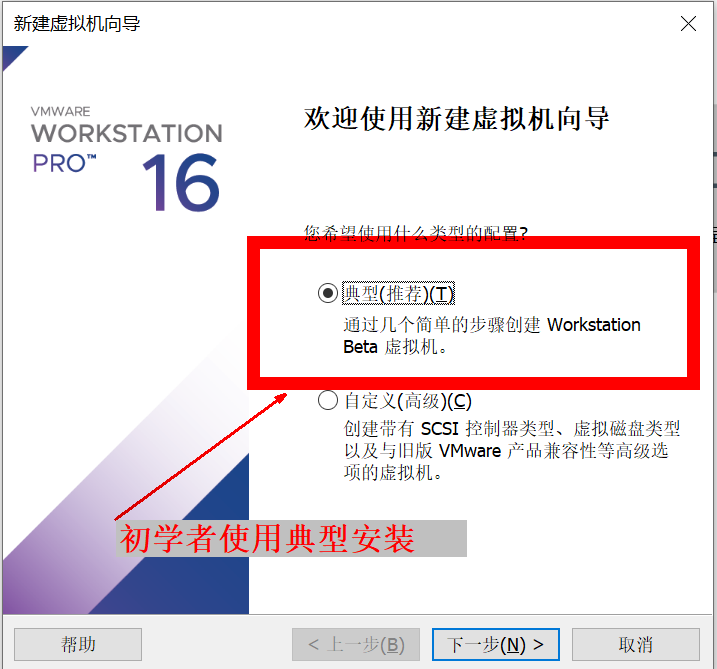 新建虚拟机向导
VMWARE
WORKSTATION
PRO™
16
欢迎使用新建虚拟机向导
您希望使用什么类型的配置?
典型(推荐)(T)
通过几个简单的步骤创建 Workstation
Beta 虚拟机。
自定义(高级)(C)
创建带有 SCSI 控制器类型、虚拟磁盘类型
以及与旧版 VMware 产品兼容性等高级选
项的虚拟机。
初学者使用典型安装
帮助
< 上一步(B)
下一步(N) >
取消